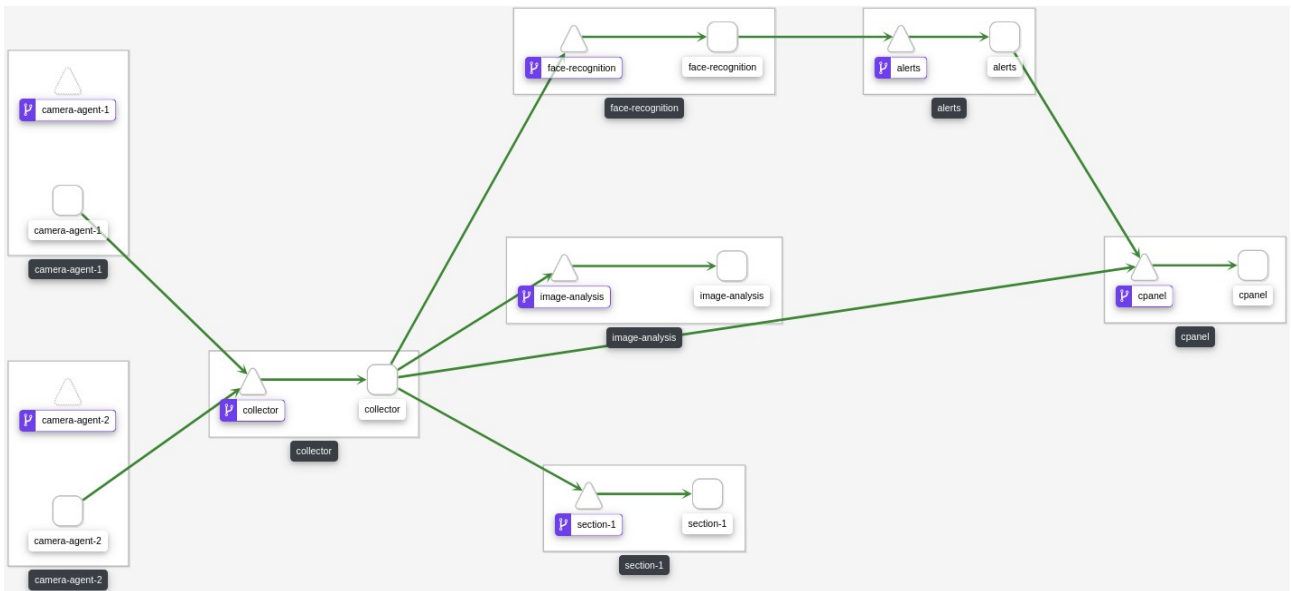 face-recognition
face-recognition
face-recognition
alerts
alerts
alerts
camera-agent-1
camera-agent-1
camera-agent-1
image-analysis
image-analysis
image-analysis
cpanel
cpanel
cpanel
collector
collector
collector
camera-agent-2
camera-agent-2
camera-agent-2
section-1
section-1
section-1